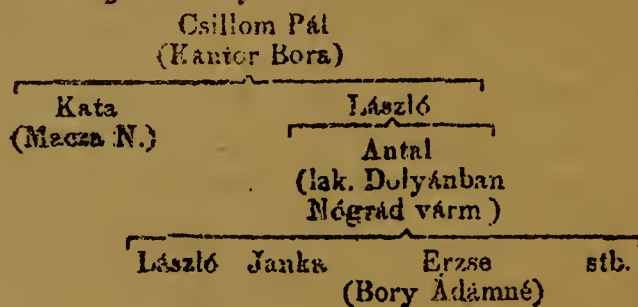 Csillom Pál
(Kantor Bora)
Kata László
(Macza N.)
Antal
(lak. Dolyánban
Nógrád várm)
László Janka Erzse stb.
(Bory Ádámné)